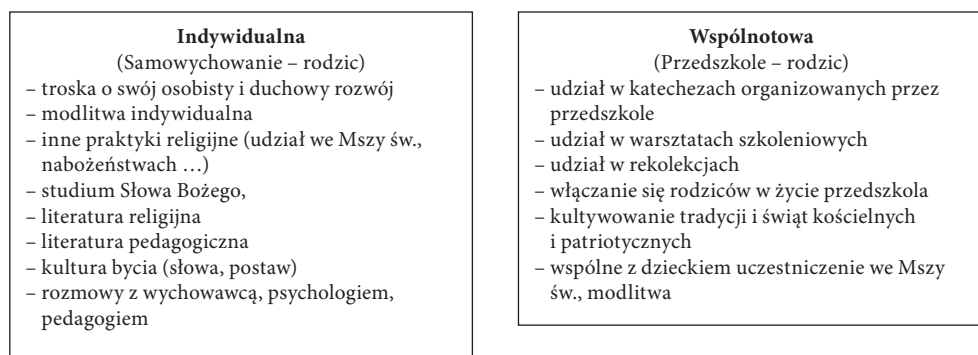 Indywidualna
(Samowychowanie – rodzic)
– troska o swój osobisty i duchowy rozwój
– modlitwa indywidualna
– inne praktyki religijne (udział we Mszy św.,
nabożeństwach …)
– studium Słowa Bożego,
– literatura religijna
– literatura pedagogiczna
– kultura bycia (słowa, postaw)
– rozmowy z wychowawcą, psychologiem,
pedagogiem
Wspólnotowa
(Przedszkole – rodzic)
– udział w katechezach organizowanych przez
przedszkole
– udział w warsztatach szkoleniowych
– udział w rekolekcjach
– włączanie się rodziców w życie przedszkola
– kultywowanie tradycji i świąt kościelnych
i patriotycznych
– wspólne z dzieckiem uczestniczenie we Mszy
św., modlitwa